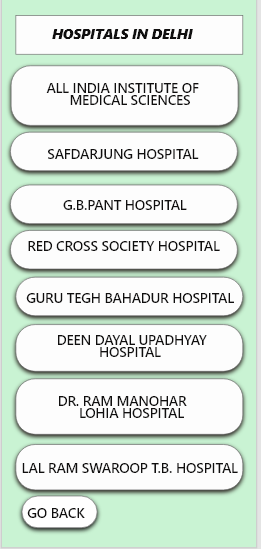 HOSPITALS IN DELHI
ALL INDIA INSTITUTE OF
MEDICAL SCIENCES
SAFDARJUNG HOSPITAL
G.B.PANT HOSPITAL
RED CROSS SOCIETY HOSPITAL
GURU TEGH BAHADUR HOSPITAL
DEEN DAYAL UPADHYAY
HOSPITAL
DR. RAM MANOHAR
LOHIA HOSPITAL
LAL RAM SWAROOP T.B. HOSPITAL
GO BACK